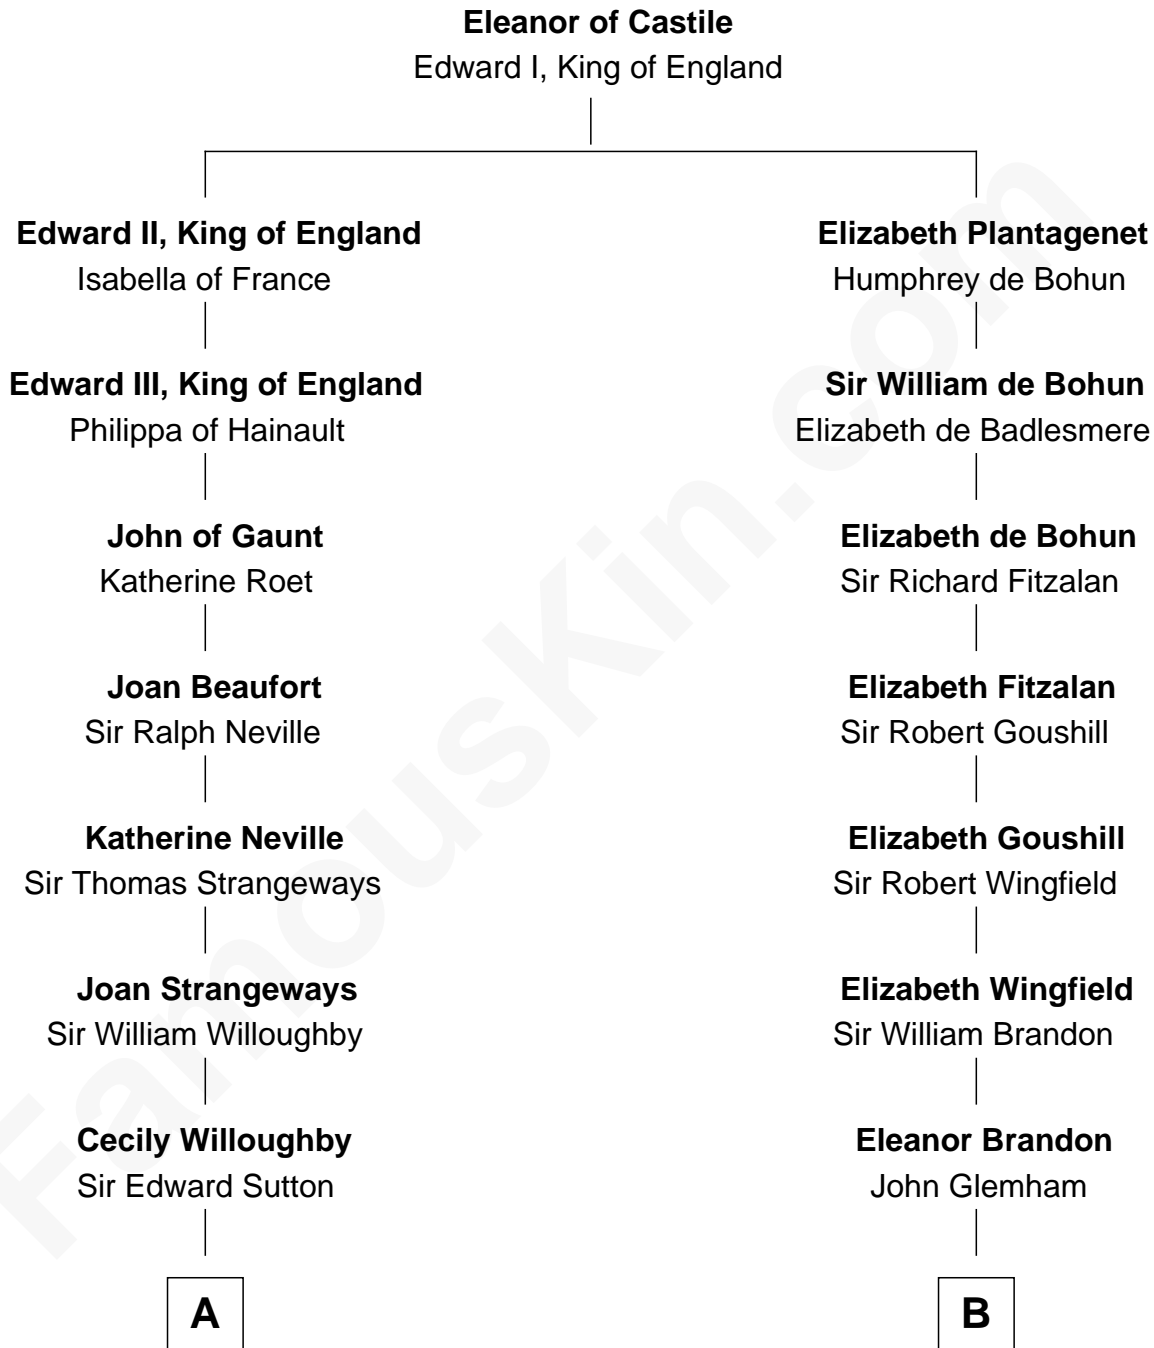 Eleanor of Castile
Edward I, King of England
Edward II, King of England
Isabella of France
Edward III, King of England
Philippa of Hainault
John of Gaunt
Katherine Roet
Joan Beaufort
Sir Ralph Neville
Katherine Neville
Sir Thomas Strangeways
Joan Strangeways
Sir William Willoughby
Cecily Willoughby
Sir Edward Sutton
A
Elizabeth Plantagenet
Humphrey de Bohun
Sir William de Bohun
Elizabeth de Badlesmere
Elizabeth de Bohun
Sir Richard Fitzalan
Elizabeth Fitzalan
Sir Robert Goushill
Elizabeth Goushill
Sir Robert Wingfield
Elizabeth Wingfield
Sir William Brandon
Eleanor Brandon
John Glemham
B
FamousKin.com